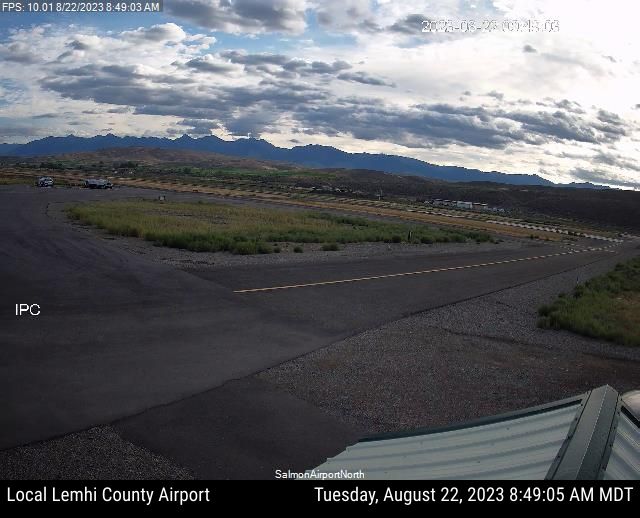 FPS: 10.01 8/22/2023 8:49:03 AM
IPC
SalmonAirportNorth
Local Lemhi County Airport Tuesday, August 22, 2023 8:49:05 AM MDT